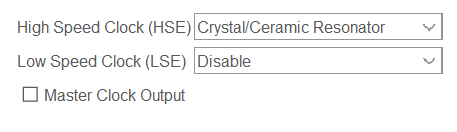 High Speed Clock (HSE) Crystal/Ceramic Resonator
Low Speed Clock (LSE) Disable
Master Clock Output